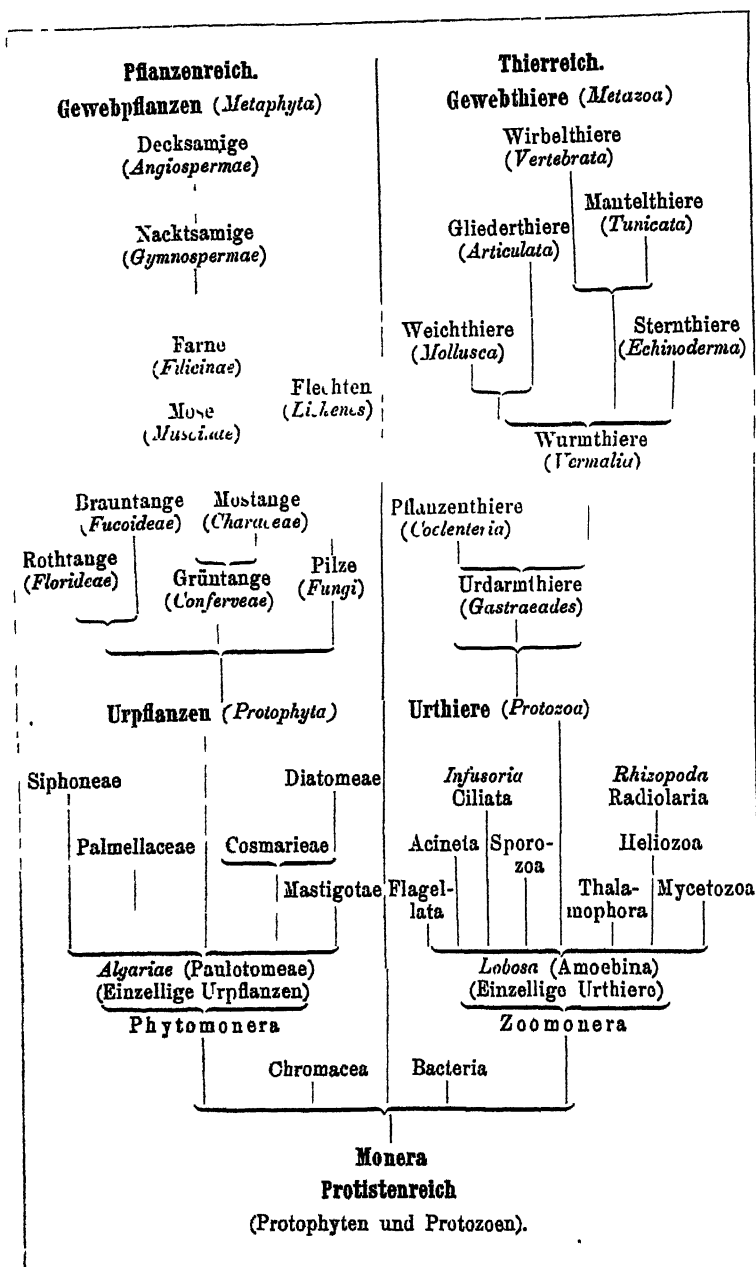 Pflanzenreich.
Gewebpflanzen (Metaphyta)
Decksamige
(Angiospermae)
Nacktsamige
(Gymnospermae)
Farne
(Filicinae)
Flechten
(Lichenes)
Mose
(Muscinae)
Brauntange
(Fucoideae)
Mostange
(Characeae)
Rothtange
(Florideae)
Grüntange
(Conferveae)
Pilze
(Fungi)
Urpflanzen (Protophyta)
Siphoneae
Diatomeae
Palmellaceae
Cosmarieae
Mastigotae
Algariae (Paulotomeae)
(Einzellige Urpflanzen)
Phytomonera
Chromacea
Thierreich.
Gewebthiere (Metazoa)
Wirbelthiere
(Vertebrata)
Mantelthiere
(Tunicata)
Gliederthiere
(Articulata)
Weichthiere
(Mollusca)
Sternthiere
(Echinoderma)
Wurmthiere
(Vermalia)
Pflanzenthiere
(Coelenteria)
Urdarmthiere
(Gastraeades)
Urthiere (Protozoa)
Infusoria
Ciliata
Rhizopoda
Radiolaria
Acineta
Sporo-
zoa
Heliozoa
Flagel-
lata
Thala-
mophora
Mycetozoa
Lobosa (Amoebina)
(Einzellige Urthiere)
Zoomonera
Bacteria
Monera
Protistenreich
(Protophyten und Protozoen).